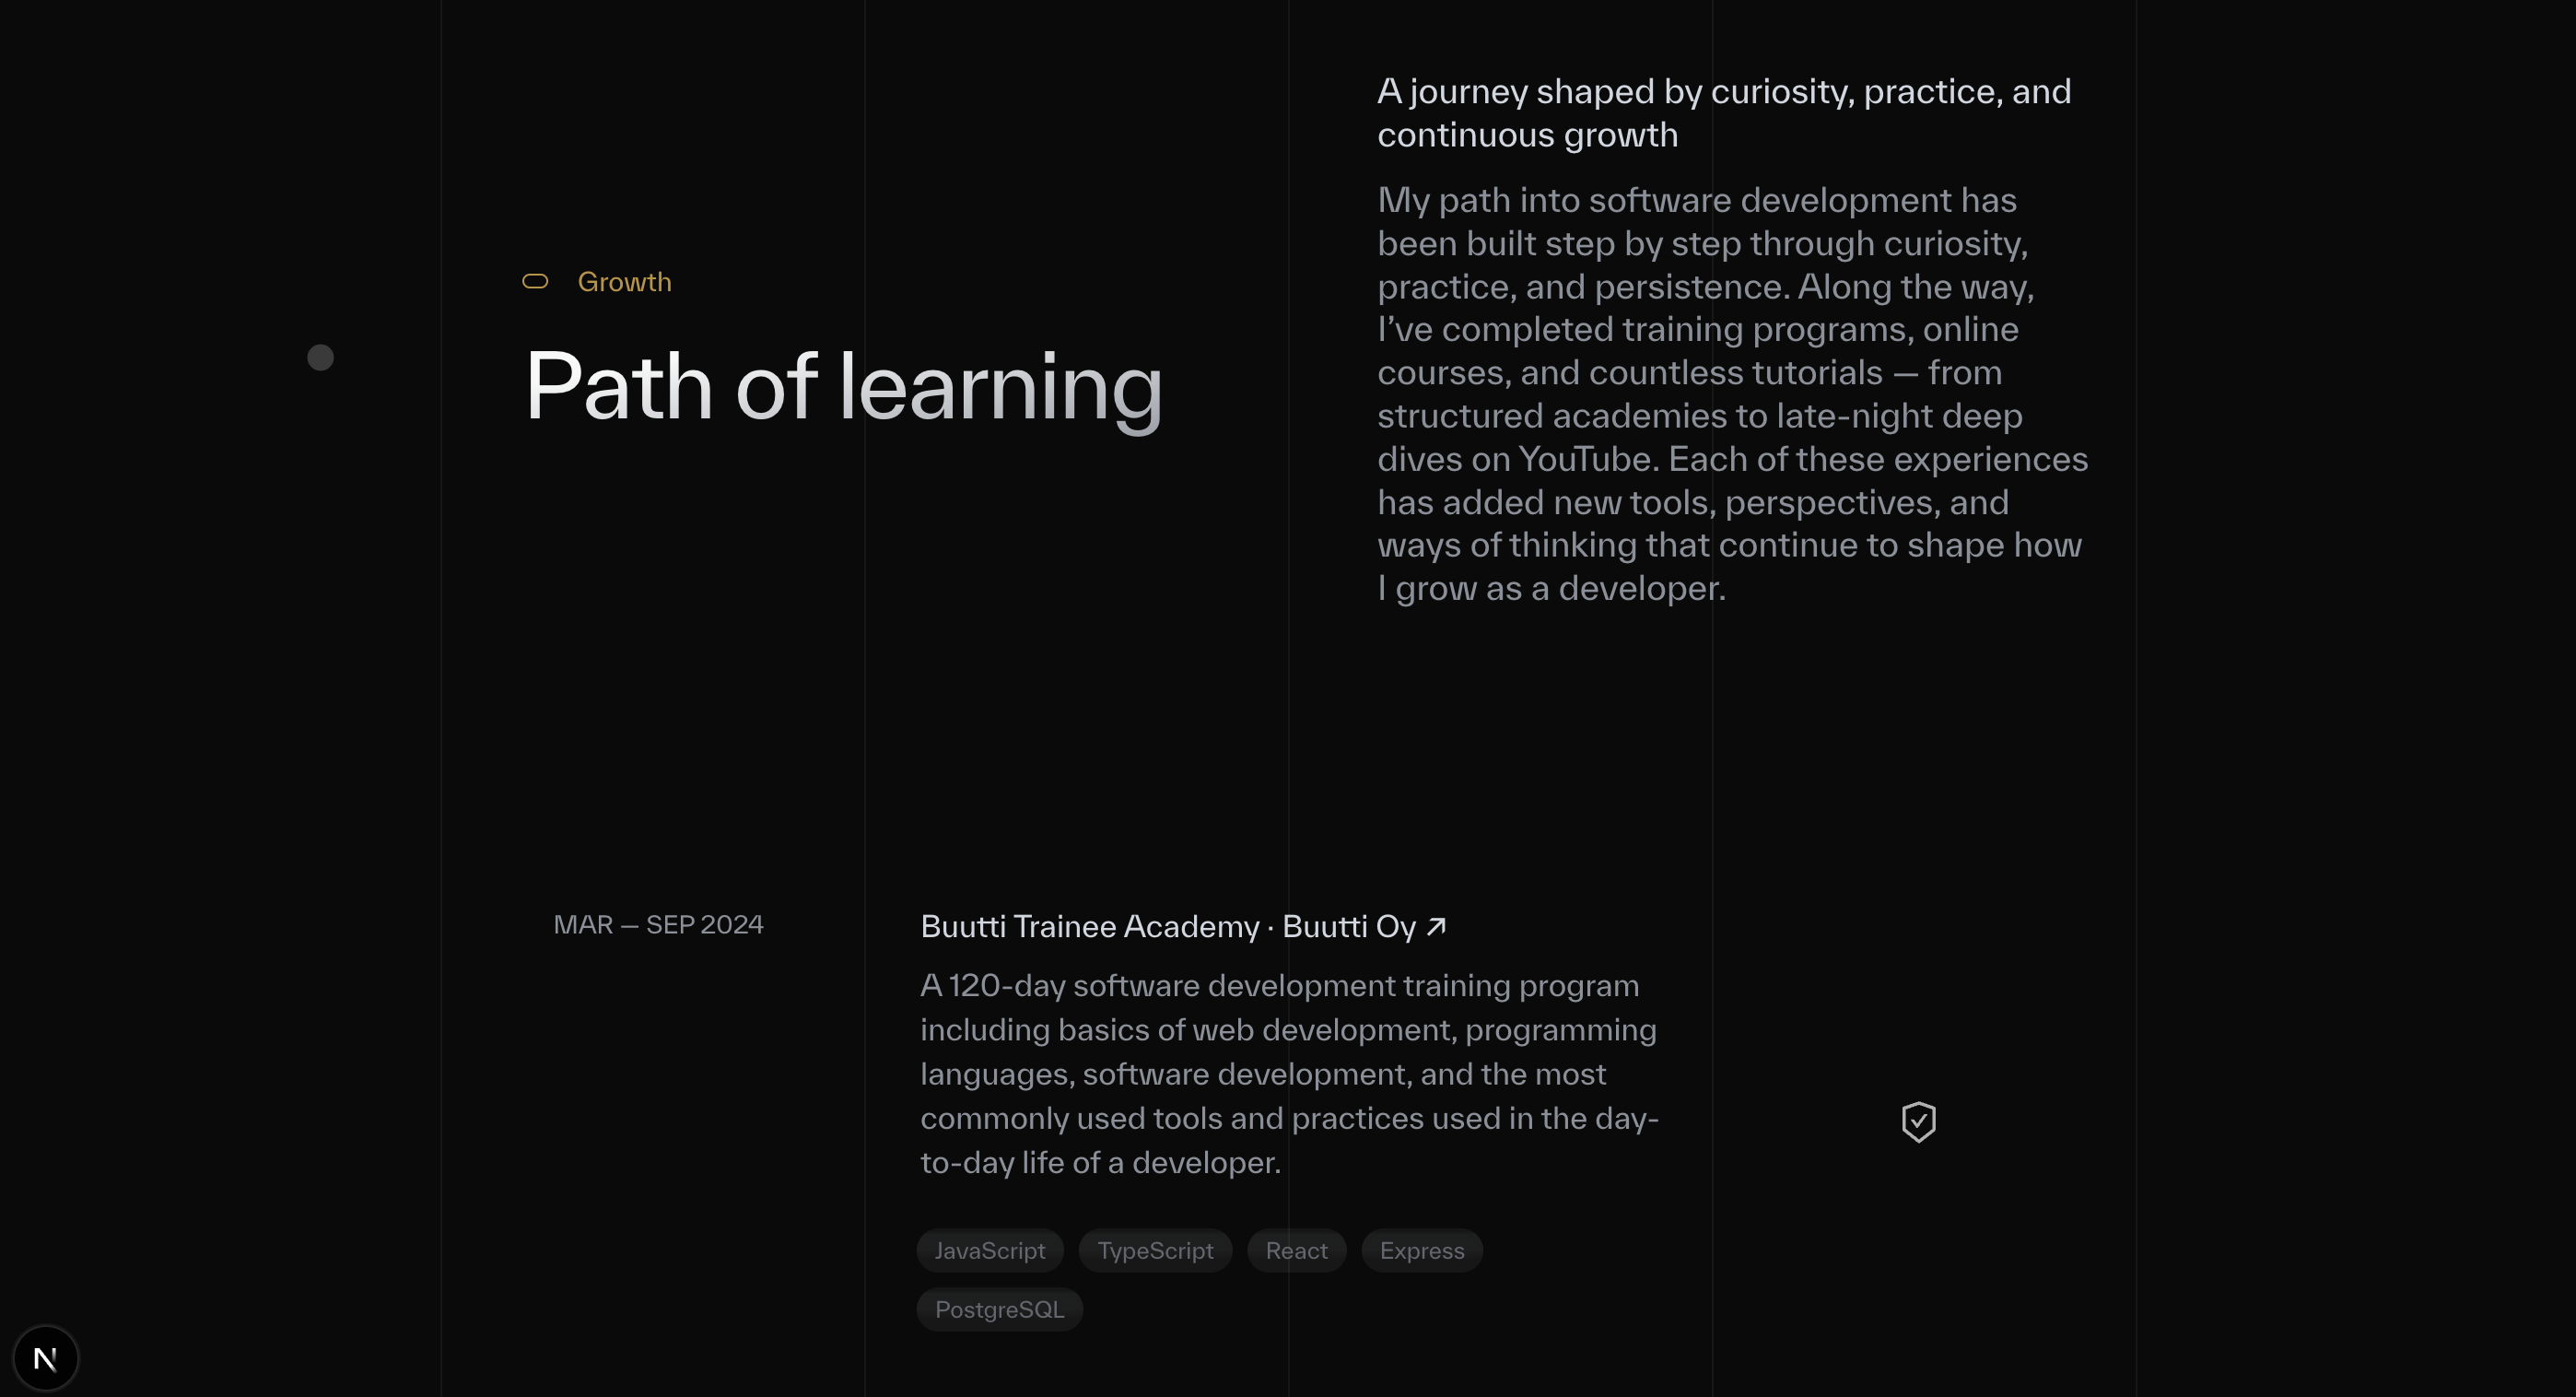 Growth
Path of learning
A journey shaped by curiosity, practice, and
continuous growth
My path into software development has
been built step by step through curiosity,
practice, and persistence. Along the way,
I’ve completed training programs, online
courses, and countless tutorials — from
structured academies to late-night deep
dives on YouTube. Each of these experiences
has added new tools, perspectives, and
ways of thinking that continue to shape how
I grow as a developer.
MAR — SEP 2024
Buutti Trainee Academy · Buutti Oy ↗
A 120-day software development training program
including basics of web development, programming
languages, software development, and the most
commonly used tools and practices used in the day-
to-day life of a developer.
JavaScript TypeScript React Express
PostgreSQL
N